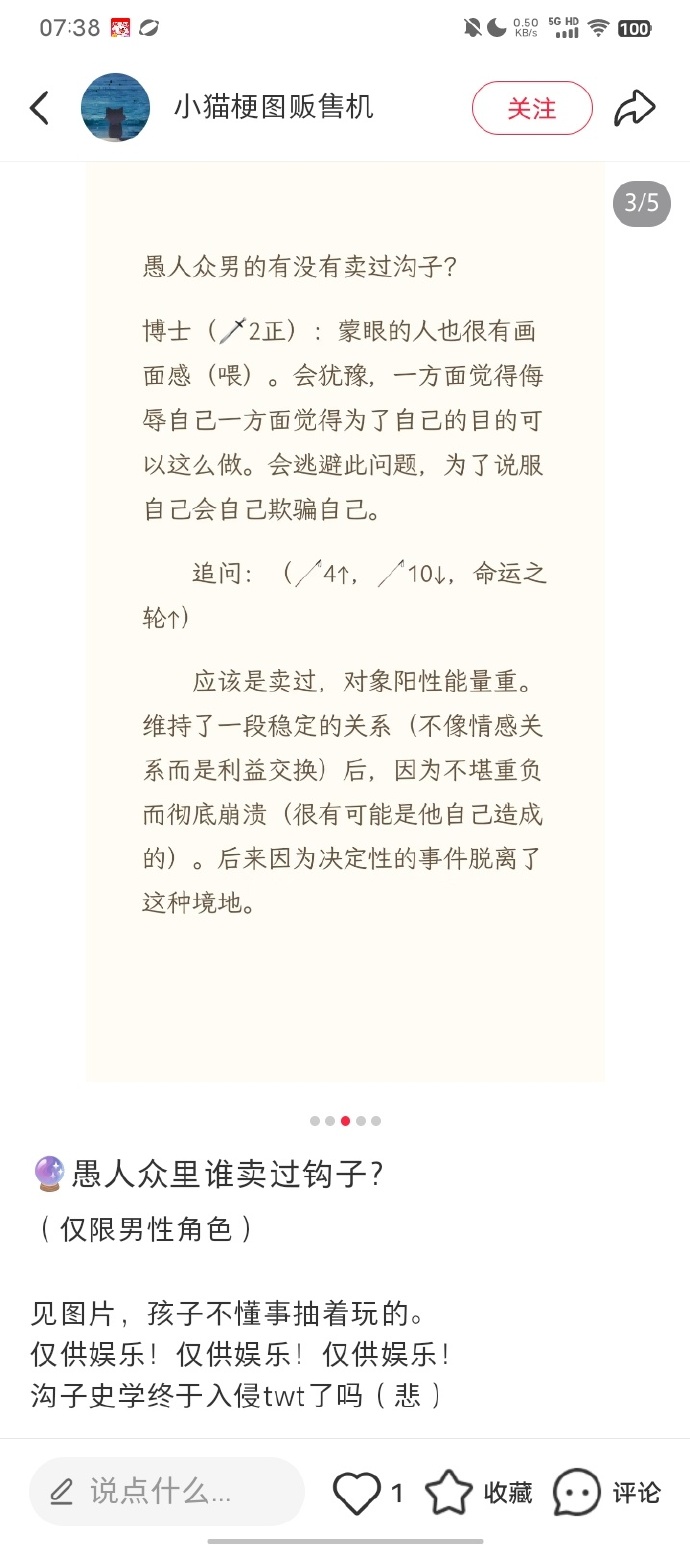 07:38
0.50
KB/s
5G HD
100
小猫梗图贩售机
关注
3/5
愚人众男的有没有卖过沟子?
博士（🗡2正）：蒙眼的人也很有画
面感（喂）。会犹豫，一方面觉得侮
辱自己一方面觉得为了自己的目的可
以这么做。会逃避此问题，为了说服
自己会自己欺骗自己。
追问：（🗡4↑，🗡10↓，命运之
轮↑）
应该是卖过，对象阳性能量重。
维持了一段稳定的关系（不像情感关
系而是利益交换）后，因为不堪重负
而彻底崩溃（很有可能是他自己造成
的）。后来因为决定性的事件脱离了
这种境地。
🔮愚人众里谁卖过钩子?
（仅限男性角色）
见图片，孩子不懂事抽着玩的。
仅供娱乐！仅供娱乐！仅供娱乐！
沟子史学终于入侵twt了吗（悲）
说点什么...
1
收藏
评论